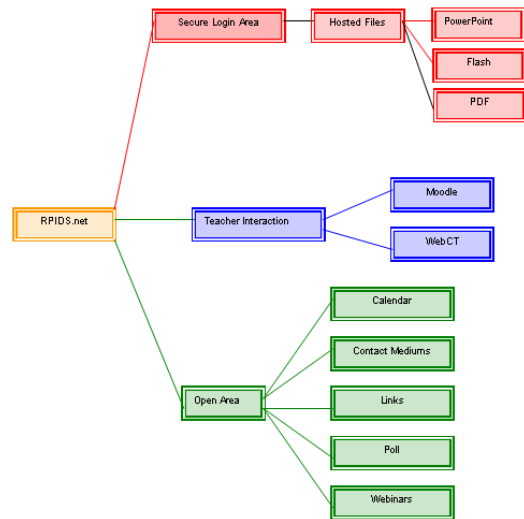 Secure Login Area
Hosted Files
PowerPoint
Flash
PDF
RPIDS.net
Teacher Interaction
Moodle
WebCT
Calendar
Contact Mediums
Open Area
Links
Poll
Webinars